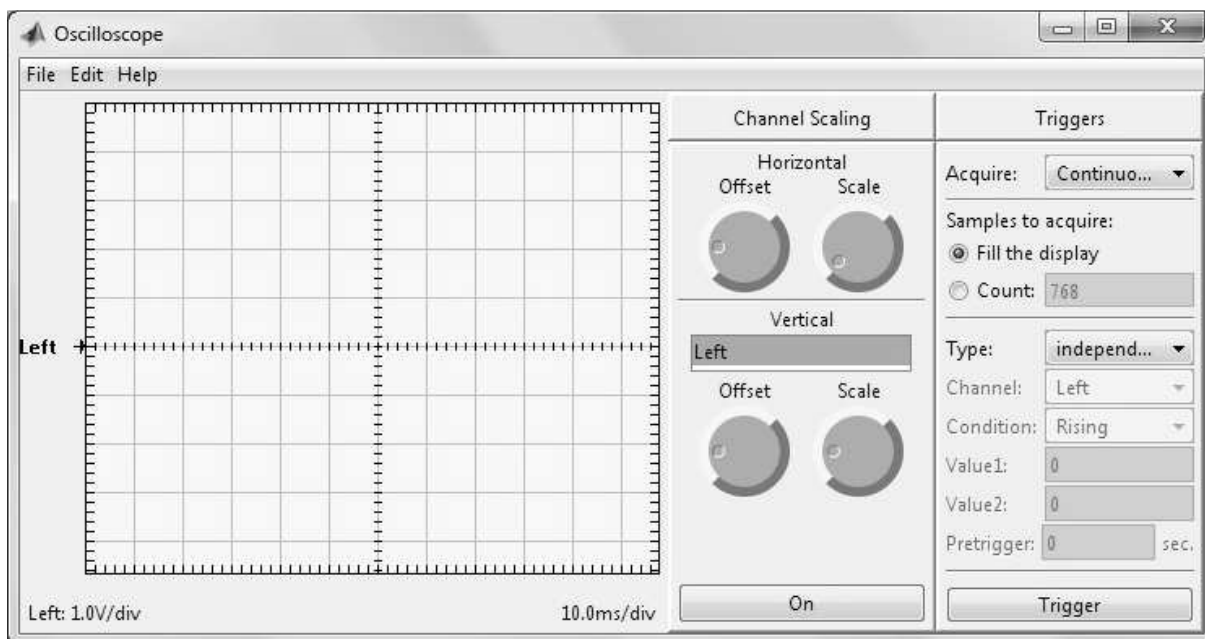 Oscilloscope
File Edit Help
Left
Left: 1.0V/div
10.0ms/div
Channel Scaling
Horizontal
Offset Scale
Vertical
Left
Offset Scale
On
Triggers
Acquire: Continuo...
Samples to acquire:
Fill the display
Count: 768
Type: independ...
Channel: Left
Condition: Rising
Value1: 0
Value2: 0
Pretrigger: 0 sec.
Trigger